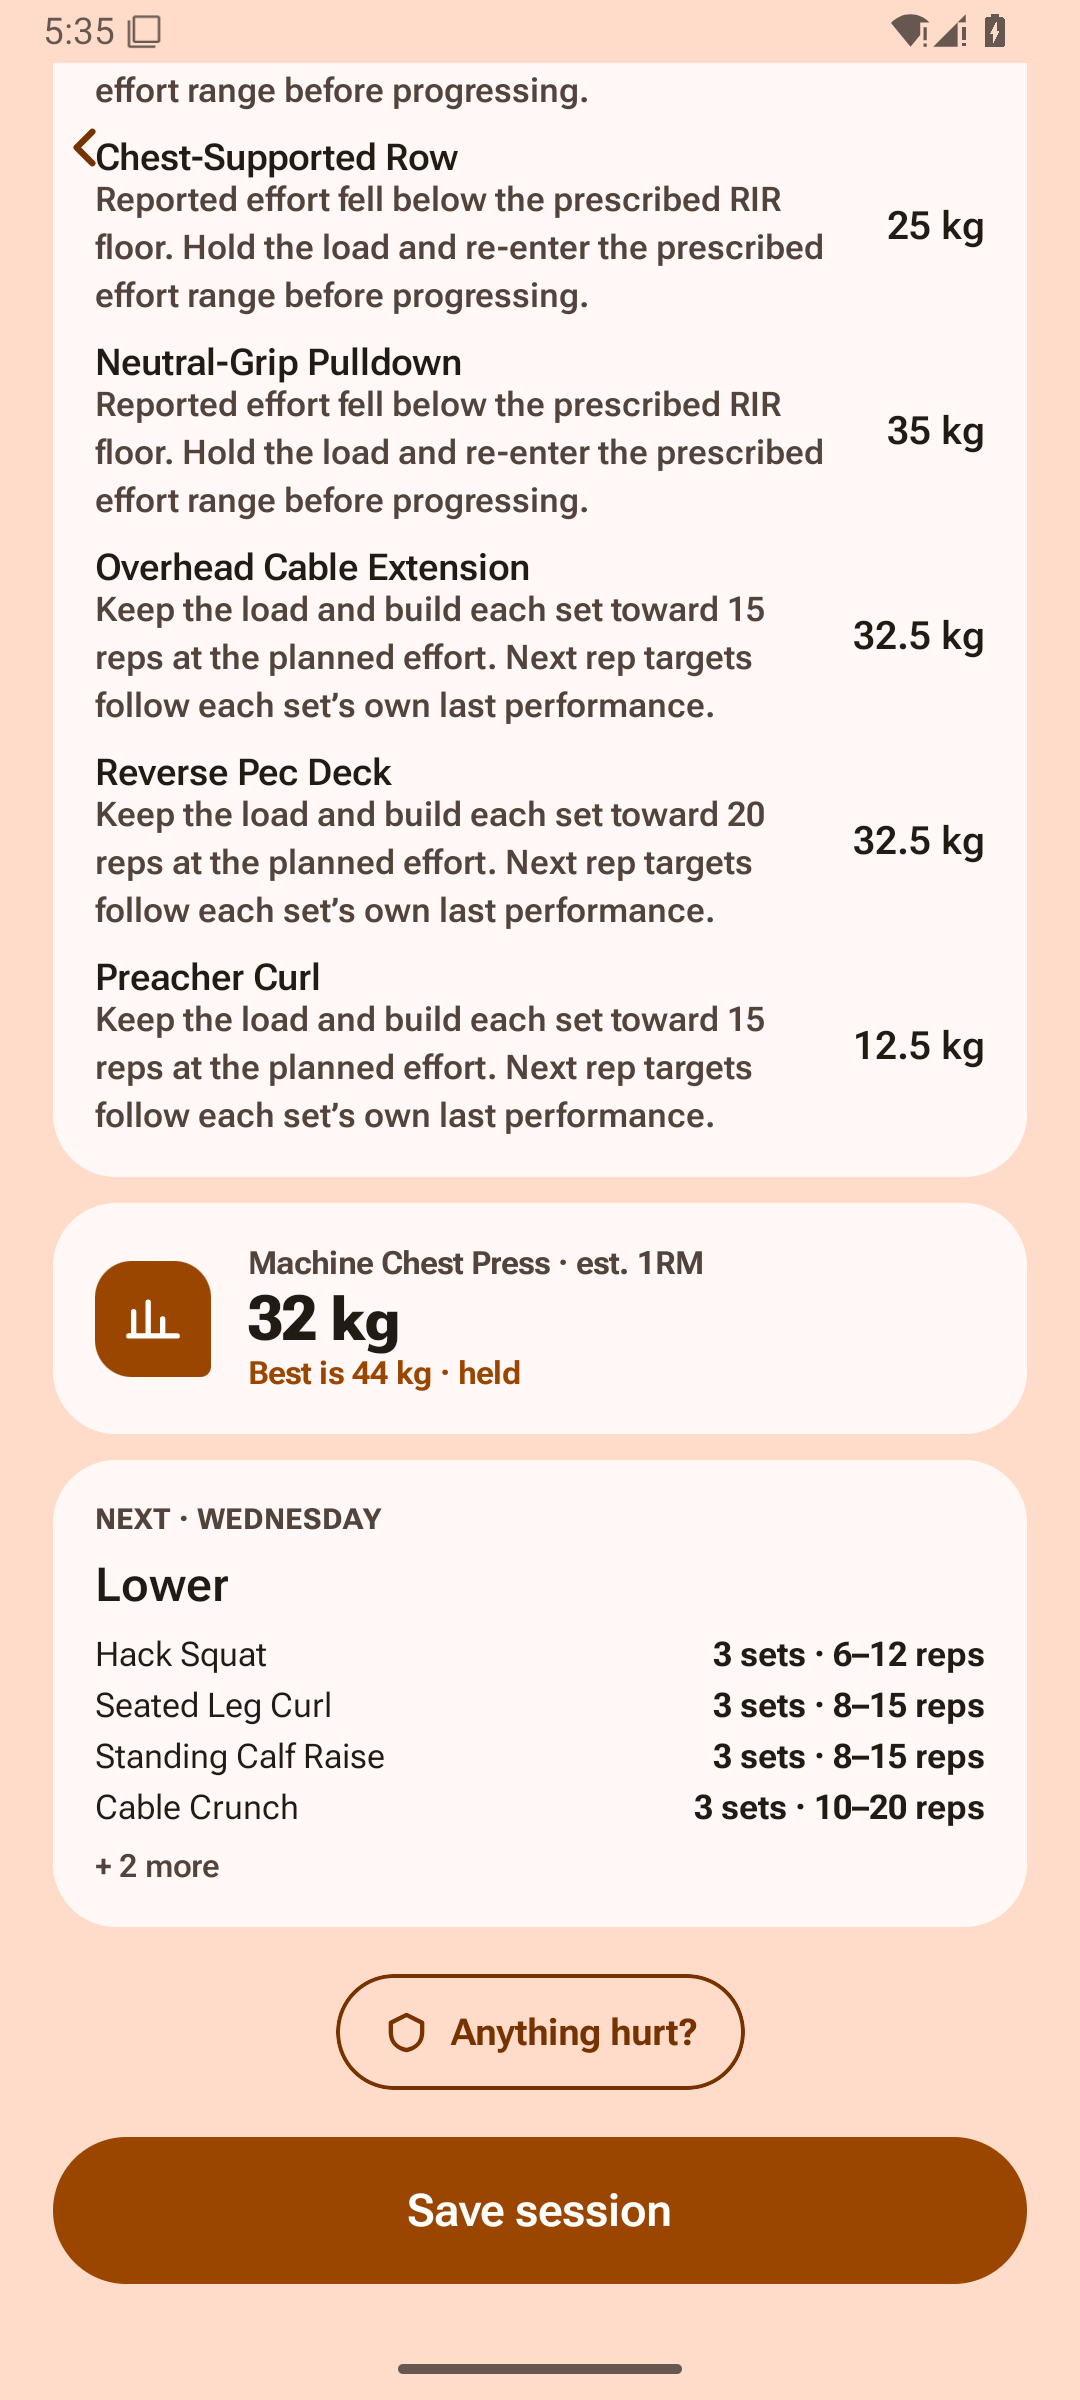 5:35
effort range before progressing.
Chest-Supported Row
Reported effort fell below the prescribed RIR
floor. Hold the load and re-enter the prescribed
effort range before progressing.
25 kg
Neutral-Grip Pulldown
Reported effort fell below the prescribed RIR
floor. Hold the load and re-enter the prescribed
effort range before progressing.
35 kg
Overhead Cable Extension
Keep the load and build each set toward 15
reps at the planned effort. Next rep targets
follow each set’s own last performance.
32.5 kg
Reverse Pec Deck
Keep the load and build each set toward 20
reps at the planned effort. Next rep targets
follow each set’s own last performance.
32.5 kg
Preacher Curl
Keep the load and build each set toward 15
reps at the planned effort. Next rep targets
follow each set’s own last performance.
12.5 kg
Machine Chest Press · est. 1RM
32 kg
Best is 44 kg · held
NEXT · WEDNESDAY
Lower
Hack Squat 3 sets · 6–12 reps
Seated Leg Curl 3 sets · 8–15 reps
Standing Calf Raise 3 sets · 8–15 reps
Cable Crunch 3 sets · 10–20 reps
+ 2 more
Anything hurt?
Save session